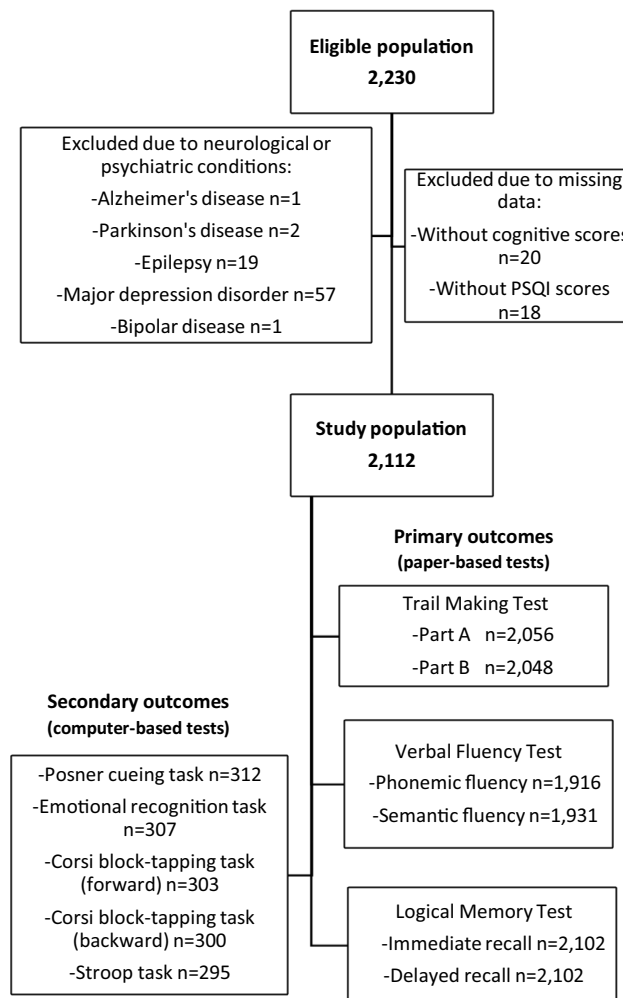 Eligible population
2,230
Excluded due to neurological or
psychiatric conditions:
-Alzheimer's disease n=1
-Parkinson's disease n=2
-Epilepsy n=19
-Major depression disorder n=57
-Bipolar disease n=1
Excluded due to missing
data:
-Without cognitive scores
n=20
-Without PSQI scores
n=18
Study population
2,112
Primary outcomes
(paper-based tests)
Trail Making Test
-Part A n=2,056
-Part B n=2,048
Secondary outcomes
(computer-based tests)
Verbal Fluency Test
-Phonemic fluency n=1,916
-Semantic fluency n=1,931
-Posner cueing task n=312
-Emotional recognition task
n=307
-Corsi block-tapping task
(forward) n=303
-Corsi block-tapping task
(backward) n=300
-Stroop task n=295
Logical Memory Test
-Immediate recall n=2,102
-Delayed recall n=2,102